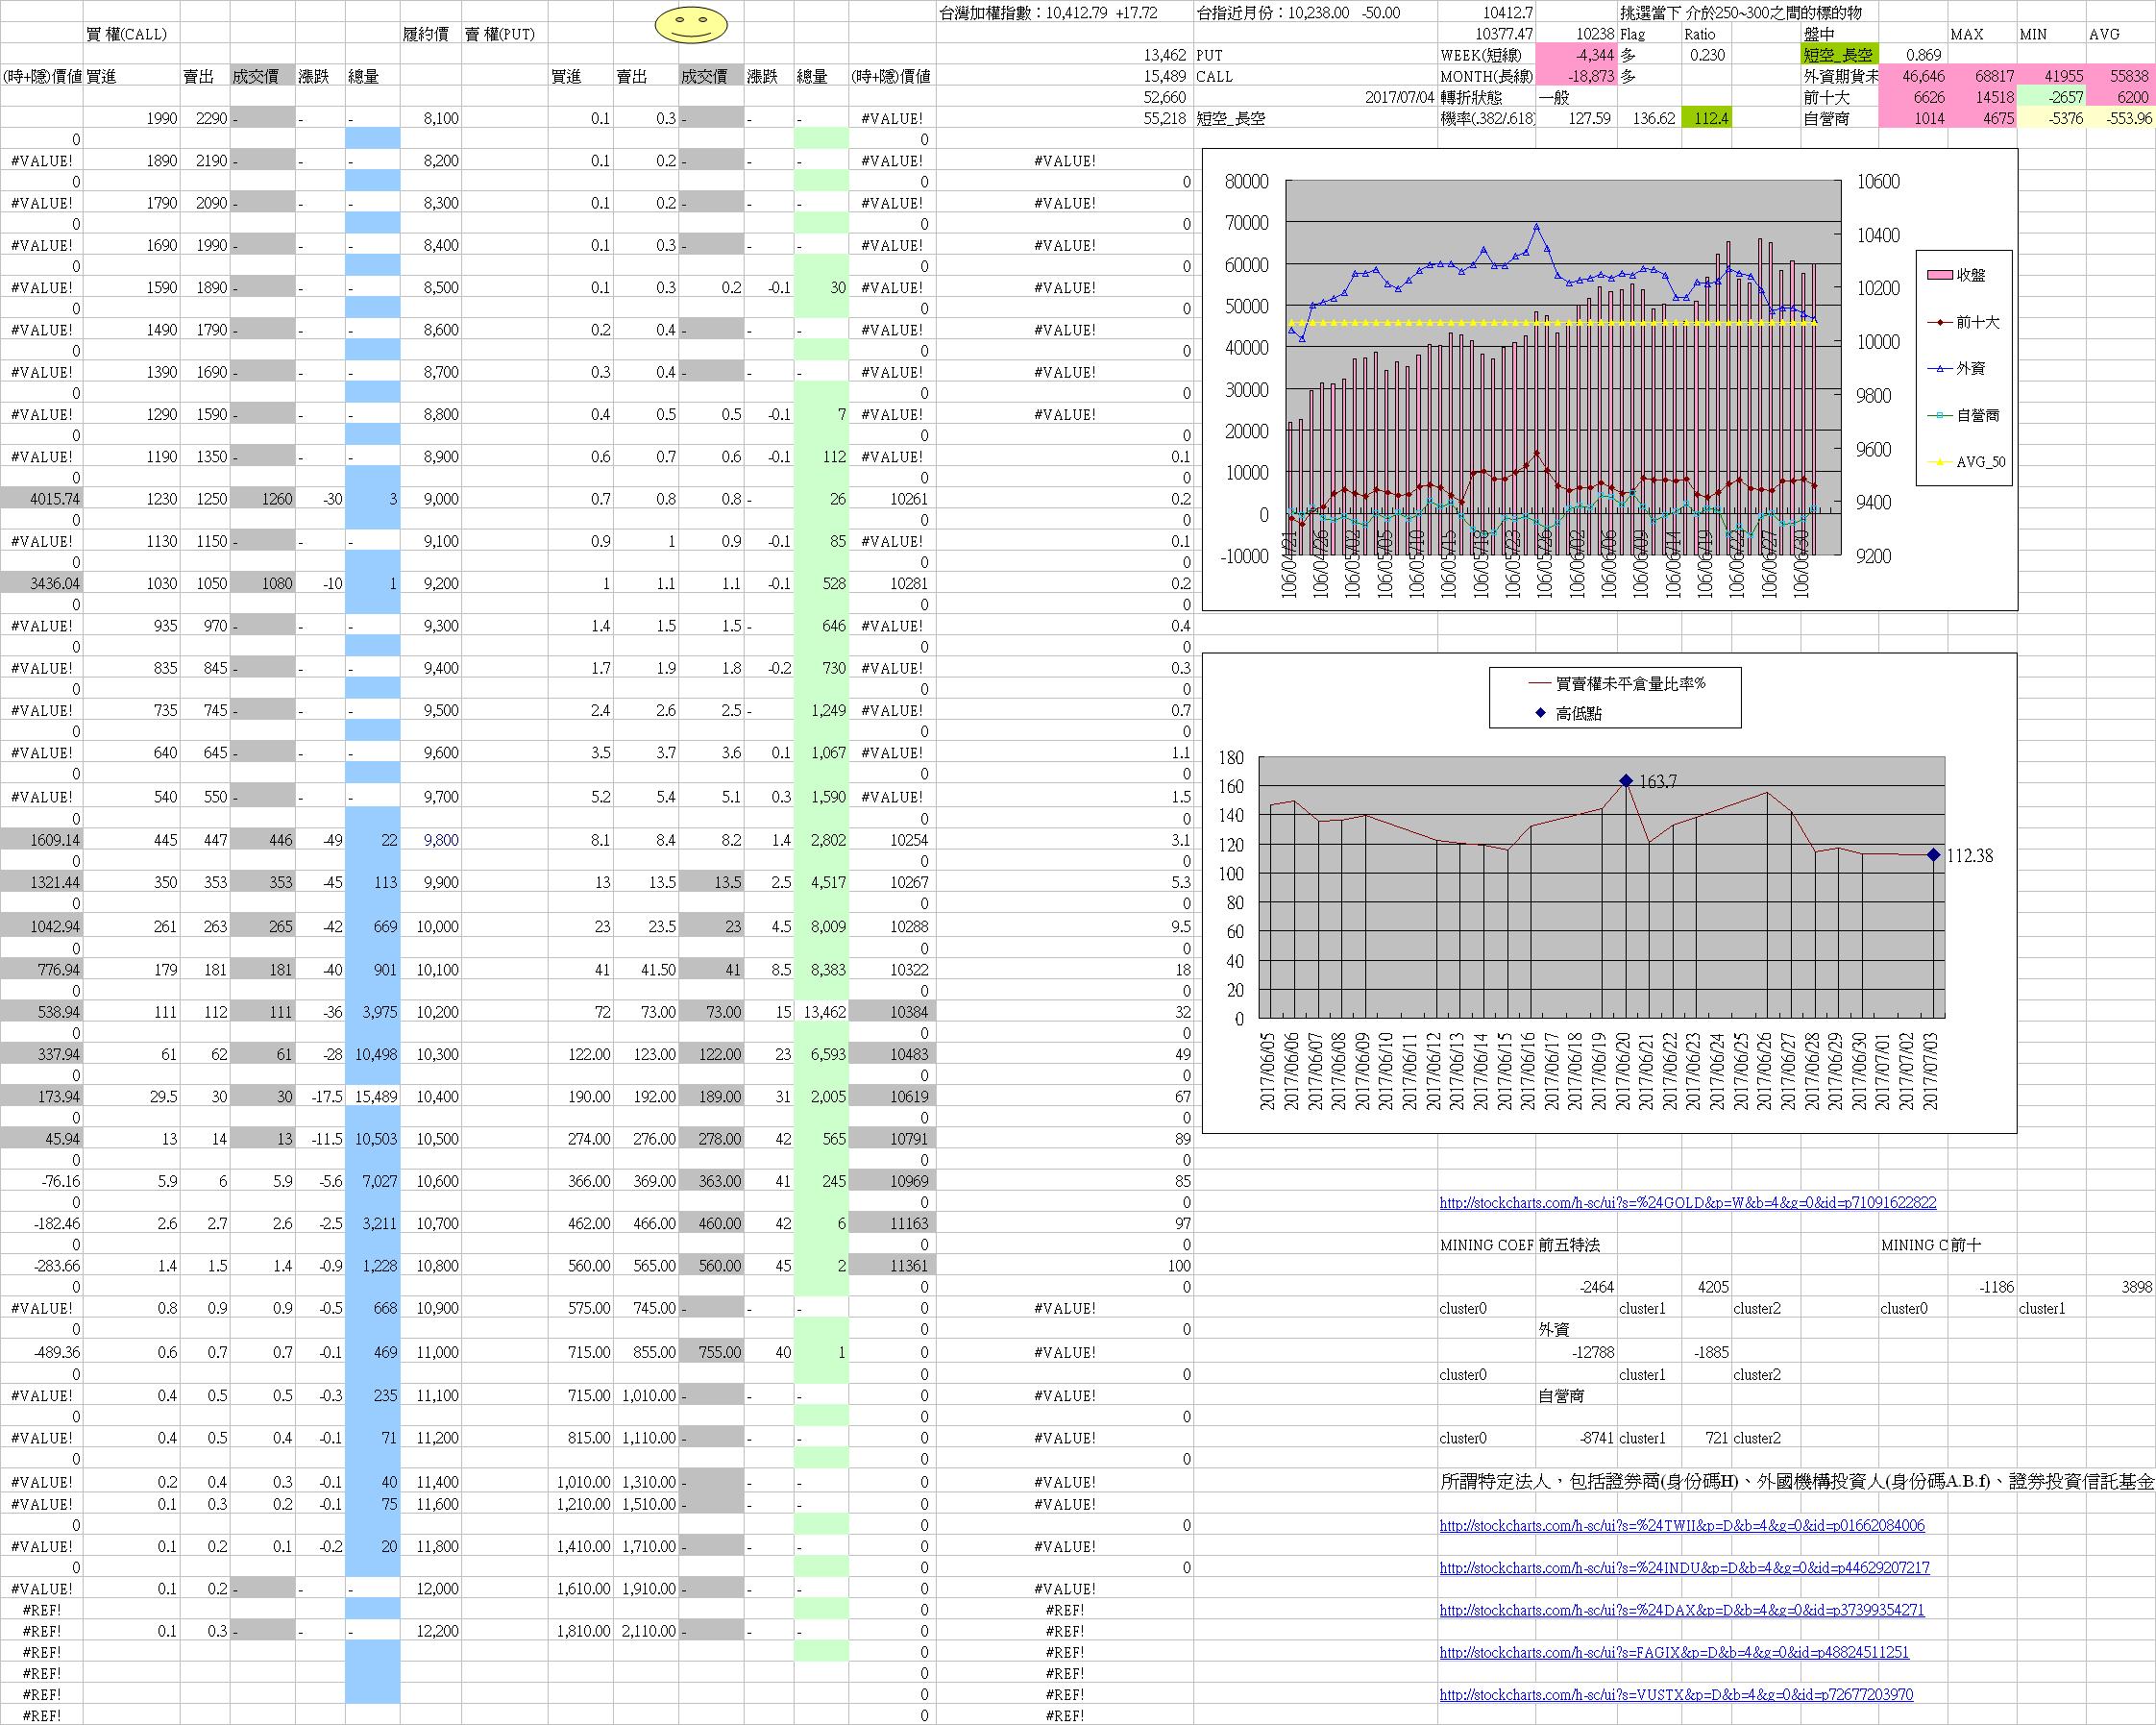 台灣加權指數：10,412.79 +17.72 台指近月份：10,238.00 -50.00 10412.7 挑選當下 介於250~300之間的標的物
買 權(CALL) 履約價 賣 權(PUT) 10377.47 10238 Flag Ratio 盤中 MAX MIN AVG
13,462 PUT WEEK(短線) -4,344 多 0.230 短空_長空 0.869
(時+隱)價值 買進 賣出 成交價 漲跌 總量 買進 賣出 成交價 漲跌 總量 (時+隱)價值 15,489 CALL MONTH(長線) -18,873 多 外資期貨未 46,646 68817 41955 55838
52,660 2017/07/04 轉折狀態 一般 前十大 6626 14518 -2657 6200
1990 2290 - - - 8,100 0.1 0.3 - - - #VALUE! 55,218 短空_長空 機率(.382/.618) 127.59 136.62 112.4 自營商 1014 4675 -5376 -553.96
0 0
#VALUE! 1890 2190 - - - 8,200 0.1 0.2 - - - #VALUE! #VALUE!
0 0 0
#VALUE! 1790 2090 - - - 8,300 0.1 0.2 - - - #VALUE! #VALUE!
0 0 0
#VALUE! 1690 1990 - - - 8,400 0.1 0.3 - - - #VALUE! #VALUE!
0 0 0
#VALUE! 1590 1890 - - - 8,500 0.1 0.3 0.2 -0.1 30 #VALUE! #VALUE!
0 0 0
#VALUE! 1490 1790 - - - 8,600 0.2 0.4 - - - #VALUE! #VALUE!
0 0 0
#VALUE! 1390 1690 - - - 8,700 0.3 0.4 - - - #VALUE! #VALUE!
0 0 0
#VALUE! 1290 1590 - - - 8,800 0.4 0.5 0.5 -0.1 7 #VALUE! #VALUE!
0 0 0
#VALUE! 1190 1350 - - - 8,900 0.6 0.7 0.6 -0.1 112 #VALUE! 0.1
0 0 0
4015.74 1230 1250 1260 -30 3 9,000 0.7 0.8 0.8 - 26 10261 0.2
0 0 0
#VALUE! 1130 1150 - - - 9,100 0.9 1 0.9 -0.1 85 #VALUE! 0.1
0 0 0
3436.04 1030 1050 1080 -10 1 9,200 1 1.1 1.1 -0.1 528 10281 0.2
0 0 0
#VALUE! 935 970 - - - 9,300 1.4 1.5 1.5 - 646 #VALUE! 0.4
0 0 0
#VALUE! 835 845 - - - 9,400 1.7 1.9 1.8 -0.2 730 #VALUE! 0.3
0 0 0
#VALUE! 735 745 - - - 9,500 2.4 2.6 2.5 - 1,249 #VALUE! 0.7
0 0 0
#VALUE! 640 645 - - - 9,600 3.5 3.7 3.6 0.1 1,067 #VALUE! 1.1
0 0 0
#VALUE! 540 550 - - - 9,700 5.2 5.4 5.1 0.3 1,590 #VALUE! 1.5
0 0 0
1609.14 445 447 446 -49 22 9,800 8.1 8.4 8.2 1.4 2,802 10254 3.1
0 0 0
1321.44 350 353 353 -45 113 9,900 13 13.5 13.5 2.5 4,517 10267 5.3
0 0 0
1042.94 261 263 265 -42 669 10,000 23 23.5 23 4.5 8,009 10288 9.5
0 0 0
776.94 179 181 181 -40 901 10,100 41 41.50 41 8.5 8,383 10322 18
0 0 0
538.94 111 112 111 -36 3,975 10,200 72 73.00 73.00 15 13,462 10384 32
0 0 0
337.94 61 62 61 -28 10,498 10,300 122.00 123.00 122.00 23 6,593 10483 49
0 0 0
173.94 29.5 30 30 -17.5 15,489 10,400 190.00 192.00 189.00 31 2,005 10619 67
0 0 0
45.94 13 14 13 -11.5 10,503 10,500 274.00 276.00 278.00 42 565 10791 89
0 0 0
-76.16 5.9 6 5.9 -5.6 7,027 10,600 366.00 369.00 363.00 41 245 10969 85
0 0 0
-182.46 2.6 2.7 2.6 -2.5 3,211 10,700 462.00 466.00 460.00 42 6 11163 97
0 0 0
-283.66 1.4 1.5 1.4 -0.9 1,228 10,800 560.00 565.00 560.00 45 2 11361 100
0 0 0
#VALUE! 0.8 0.9 0.9 -0.5 668 10,900 575.00 745.00 - - - 0 #VALUE!
0 0 0
-489.36 0.6 0.7 0.7 -0.1 469 11,000 715.00 855.00 755.00 40 1 0 #VALUE!
0 0 0
#VALUE! 0.4 0.5 0.5 -0.3 235 11,100 715.00 1,010.00 - - - 0 #VALUE!
0 0 0
#VALUE! 0.4 0.5 0.4 -0.1 71 11,200 815.00 1,110.00 - - - 0 #VALUE!
0 0
#VALUE! 0.2 0.4 0.3 -0.1 40 11,400 1,010.00 1,310.00 - - - 0 #VALUE!
#VALUE! 0.1 0.3 0.2 -0.1 75 11,600 1,210.00 1,510.00 - - - 0 #VALUE!
0 0 0
#VALUE! 0.1 0.2 0.1 -0.2 20 11,800 1,410.00 1,710.00 - - - 0 #VALUE!
0 0 0
#VALUE! 0.1 0.2 - - - 12,000 1,610.00 1,910.00 - - - 0 #VALUE!
#REF! 0 #REF!
#REF! 0.1 0.3 - - - 12,200 1,810.00 2,110.00 - - - 0 #REF!
#REF! 0 #REF!
#REF! 0 #REF!
#REF! 0 #REF!
#REF! 0 #REF!
80000 10600
70000 10400
60000
50000 10200
40000 10000
30000 9800
20000
10000 9600
0 9400
-10000 9200
106/04/21 106/04/26 106/05/02 106/05/05 106/05/10 106/05/15 106/05/18 106/05/23 106/05/26 106/06/02 106/06/06 106/06/09 106/06/14 106/06/19 106/06/22 106/06/27 106/06/30
收盤
前十大
外資
自營商
AVG_50
買賣權未平倉量比率%
高低點
180
160
140
120
100
80
60
40
20
0
163.7
112.38
2017/06/05 2017/06/06 2017/06/07 2017/06/08 2017/06/09 2017/06/10 2017/06/11 2017/06/12 2017/06/13 2017/06/14 2017/06/15 2017/06/16 2017/06/17 2017/06/18 2017/06/19 2017/06/20 2017/06/21 2017/06/22 2017/06/23 2017/06/24 2017/06/25 2017/06/26 2017/06/27 2017/06/28 2017/06/29 2017/06/30 2017/07/01 2017/07/02 2017/07/03
http://stockcharts.com/h-sc/ui?s=%24GOLD&p=W&b=4&g=0&id=p71091622822
MINING COEF 前五特法 MINING C 前十
-2464 4205 -1186 3898
cluster0 cluster1 cluster2 cluster0 cluster1
外資
-12788 -1885
cluster0 cluster1 cluster2
自營商
cluster0 -8741 cluster1 721 cluster2
所謂特定法人，包括證券商(身份碼H)、外國機構投資人(身份碼A.B.f)、證券投資信託基金
http://stockcharts.com/h-sc/ui?s=%24TWII&p=D&b=4&g=0&id=p01662084006
http://stockcharts.com/h-sc/ui?s=%24INDU&p=D&b=4&g=0&id=p44629207217
http://stockcharts.com/h-sc/ui?s=%24DAX&p=D&b=4&g=0&id=p37399354271
http://stockcharts.com/h-sc/ui?s=FAGIX&p=D&b=4&g=0&id=p48824511251
http://stockcharts.com/h-sc/ui?s=VUSTX&p=D&b=4&g=0&id=p72677203970